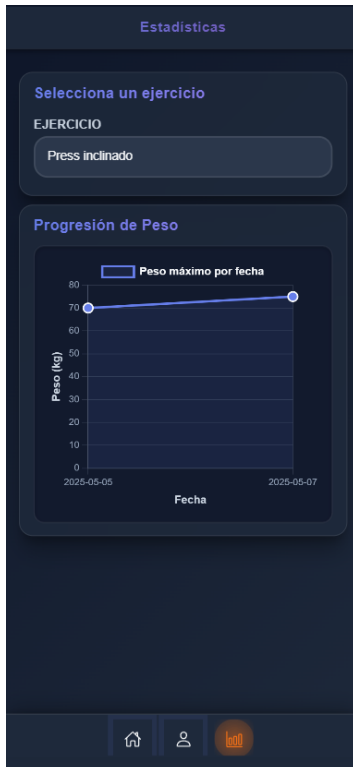 Estadísticas
Selecciona un ejercicio
EJERCICIO
Press inclinado
Progresión de Peso
Peso máximo por fecha
80
70
60
50
40
30
20
10
0
Peso (kg)
2025-05-05 2025-05-07
Fecha